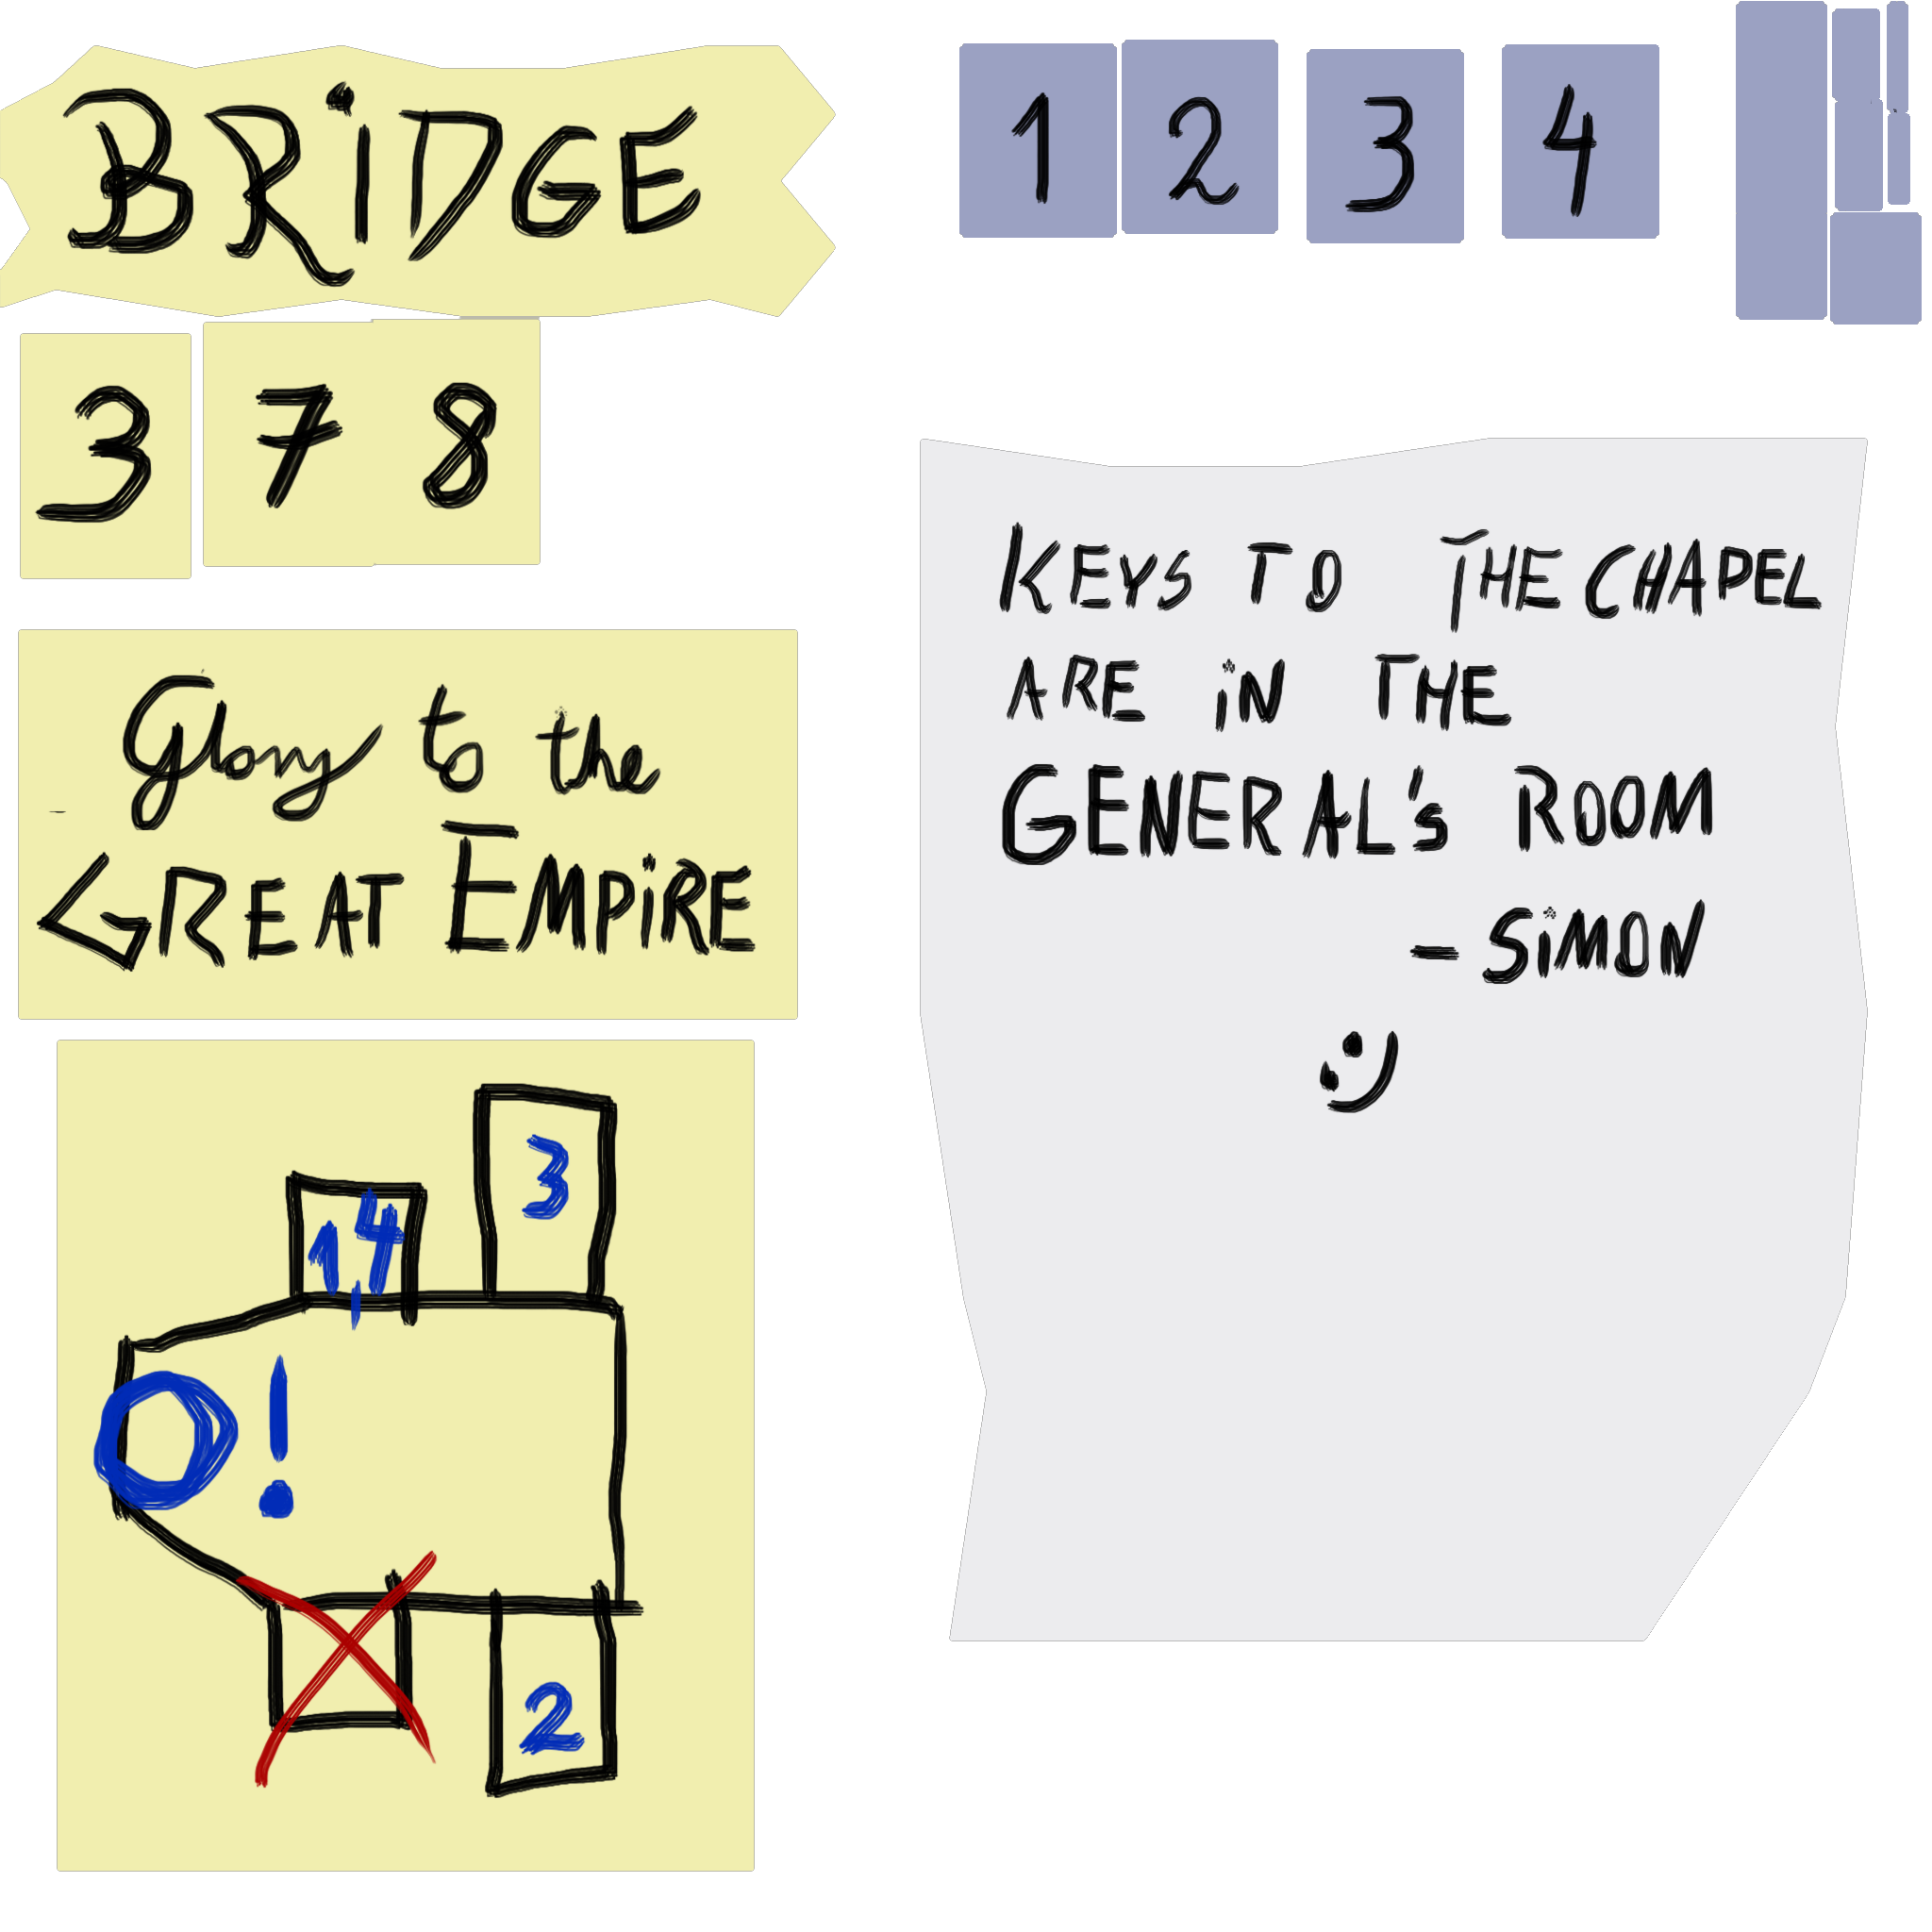 BRiDGE
1 2 3 4
3 7 8
KEYS TO THE CHAPEL
ARE iN THE
GENERAL's ROOM
- SiMON
:)
Glory to the
GREAT EMPiRE
3
1,4
O!
2